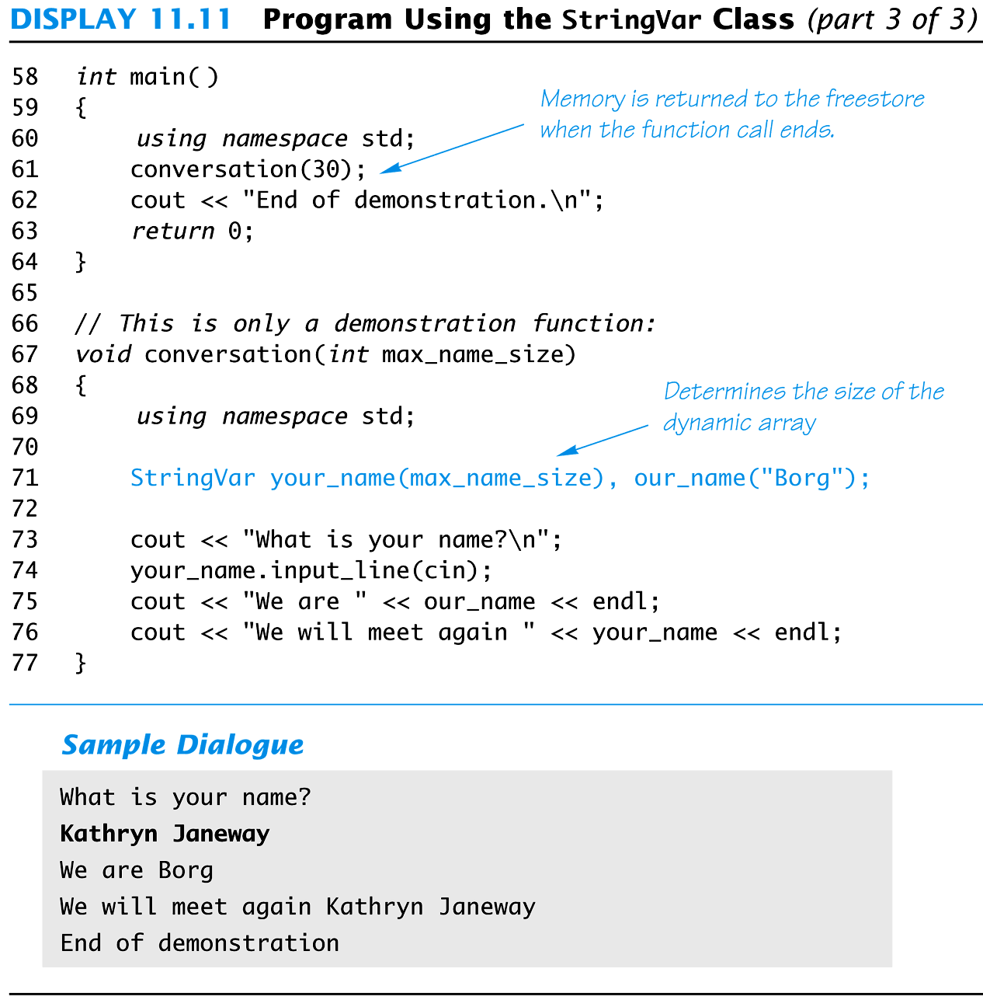 DISPLAY 11.11 Program Using the StringVar Class (part 3 of 3)
58 int main( )
59 {
Memory is returned to the freestore
when the function call ends.
60 using namespace std;
61 conversation(30);
62 cout << "End of demonstration.\n";
63 return 0;
64 }
65
66 // This is only a demonstration function:
67 void conversation(int max_name_size)
68 {
Determines the size of the
dynamic array
69 using namespace std;
70
71 StringVar your_name(max_name_size), our_name("Borg");
72
73 cout << "What is your name?\n";
74 your_name.input_line(cin);
75 cout << "We are " << our_name << endl;
76 cout << "We will meet again " << your_name << endl;
77 }
Sample Dialogue
What is your name?
Kathryn Janeway
We are Borg
We will meet again Kathryn Janeway
End of demonstration